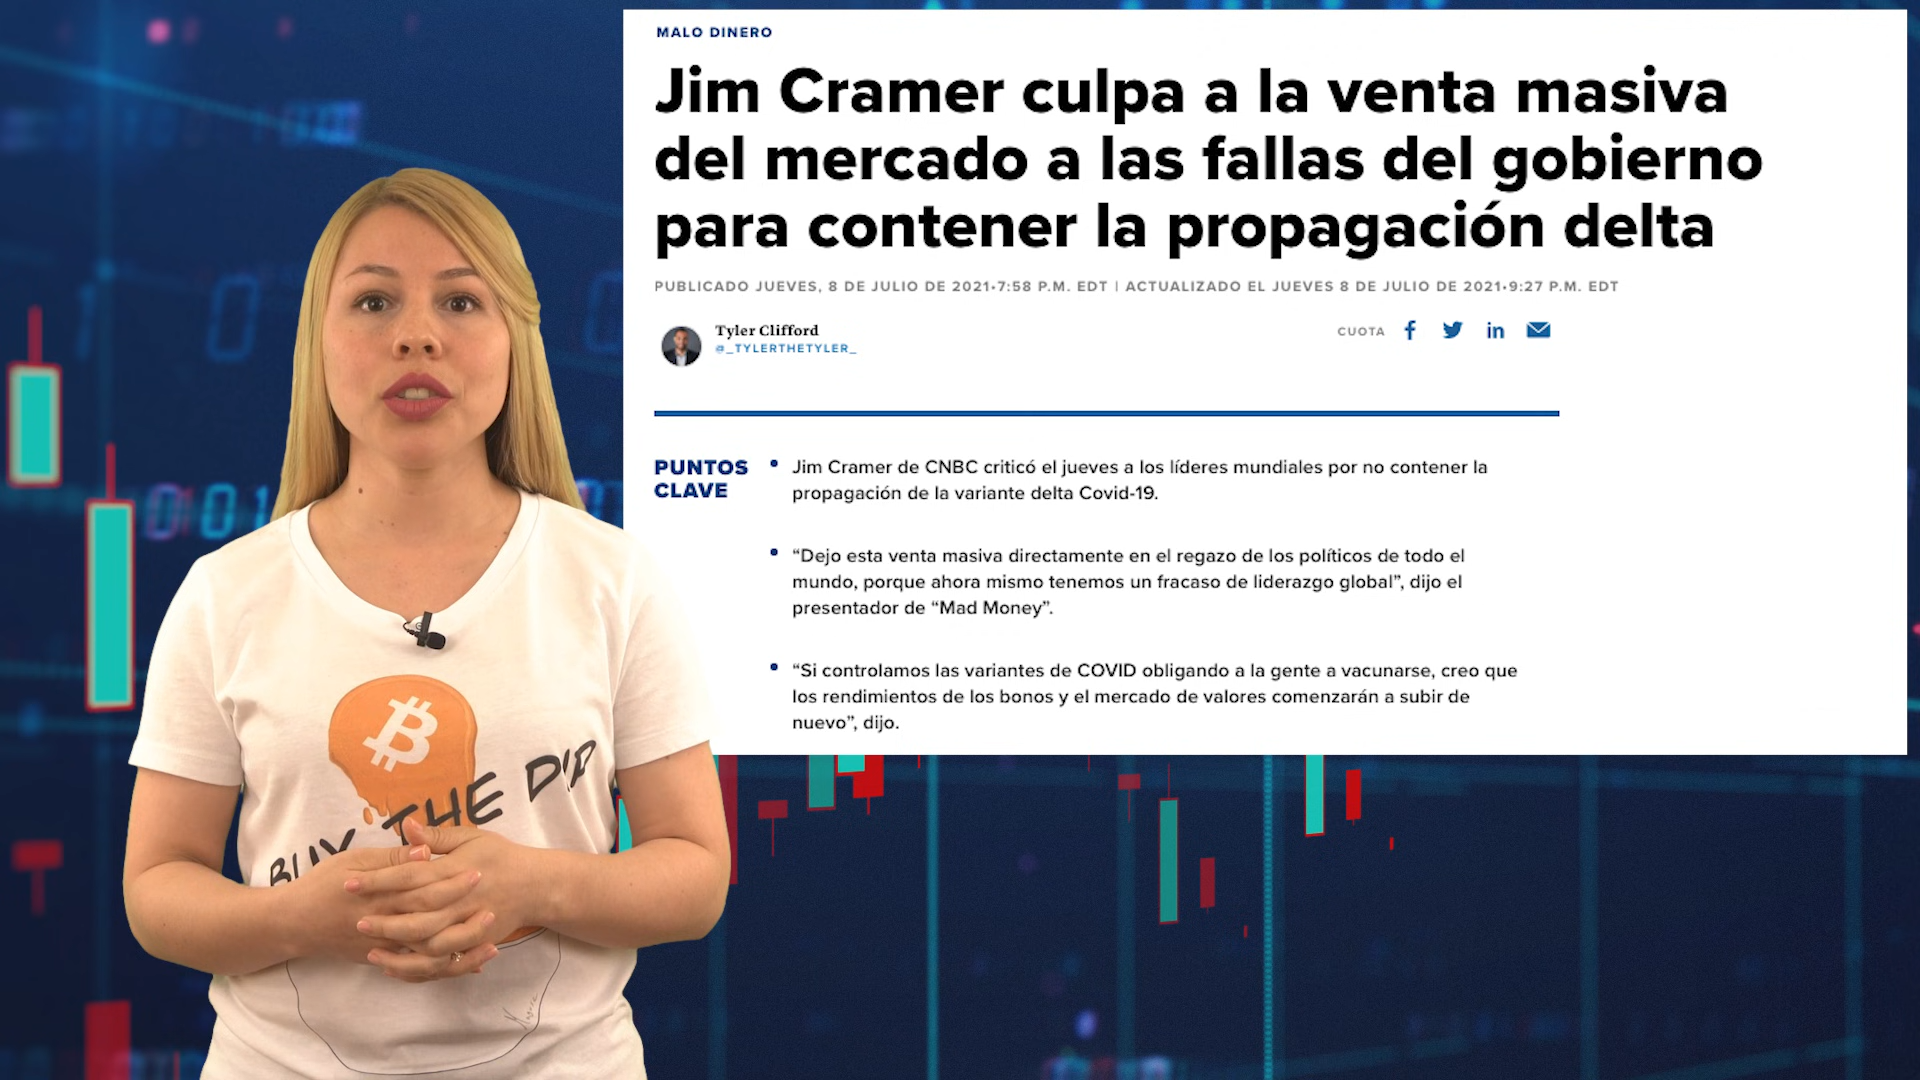 MALO DINERO
Jim Cramer culpa a la venta masiva
del mercado a las fallas del gobierno
para contener la propagación delta
PUBLICADO JUEVES, 8 DE JULIO DE 2021•7:58 P.M. EDT | ACTUALIZADO EL JUEVES 8 DE JULIO DE 2021•9:27 P.M. EDT
Tyler Clifford
@_TYLERTHETYLER_
CUOTA
PUNTOS
CLAVE
• Jim Cramer de CNBC criticó el jueves a los líderes mundiales por no contener la
propagación de la variante delta Covid-19.
• “Dejo esta venta masiva directamente en el regazo de los políticos de todo el
mundo, porque ahora mismo tenemos un fracaso de liderazgo global”, dijo el
presentador de “Mad Money”.
• “Si controlamos las variantes de COVID obligando a la gente a vacunarse, creo que
los rendimientos de los bonos y el mercado de valores comenzarán a subir de
nuevo”, dijo.
BUY THE DIP